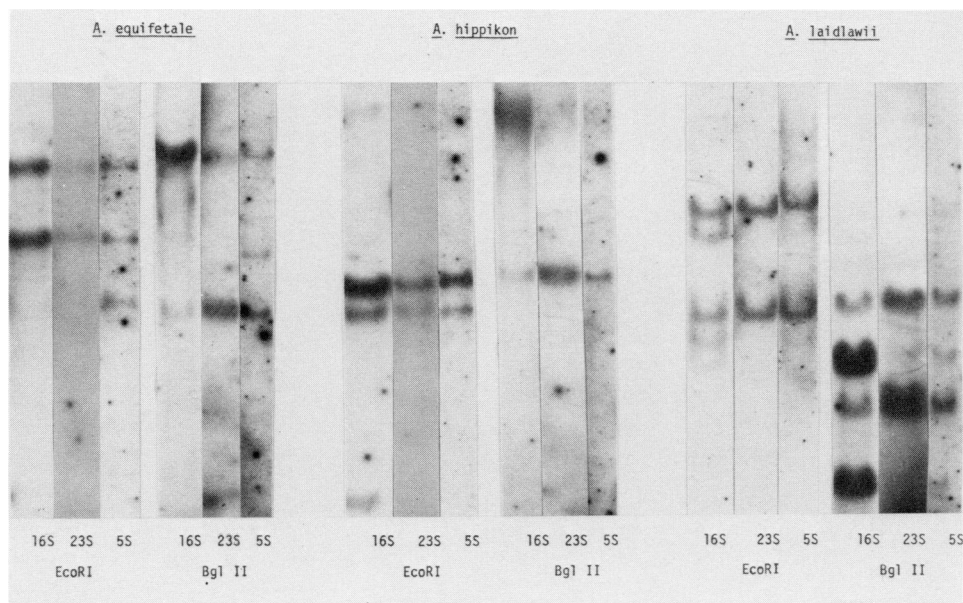 A. equifetale A. hippikon A. laidlawii
16S 23S 5S 16S 23S 5S 16S 23S 5S 16S 23S 5S 16S 23S 5S 16S 23S 5S
EcoRI Bgl II EcoRI Bgl II EcoRI Bgl II